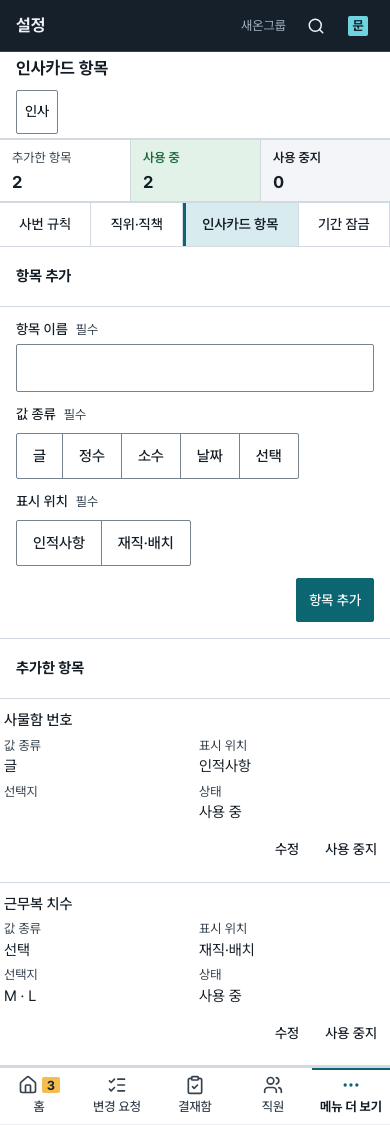 설정 새온그룹 문
인사카드 항목
인사
추가한 항목 사용 중 사용 중지
2 2 0
사번 규칙 직위·직책 인사카드 항목 기간 잠금
항목 추가
항목 이름 필수
값 종류 필수
글 정수 소수 날짜 선택
표시 위치 필수
인적사항 재직·배치
항목 추가
추가한 항목
사물함 번호
값 종류 표시 위치
글 인적사항
선택지 상태
사용 중
수정 사용 중지
근무복 치수
값 종류 표시 위치
선택 재직·배치
선택지 상태
M · L 사용 중
수정 사용 중지
3
홈 변경 요청 결재함 직원 메뉴 더 보기